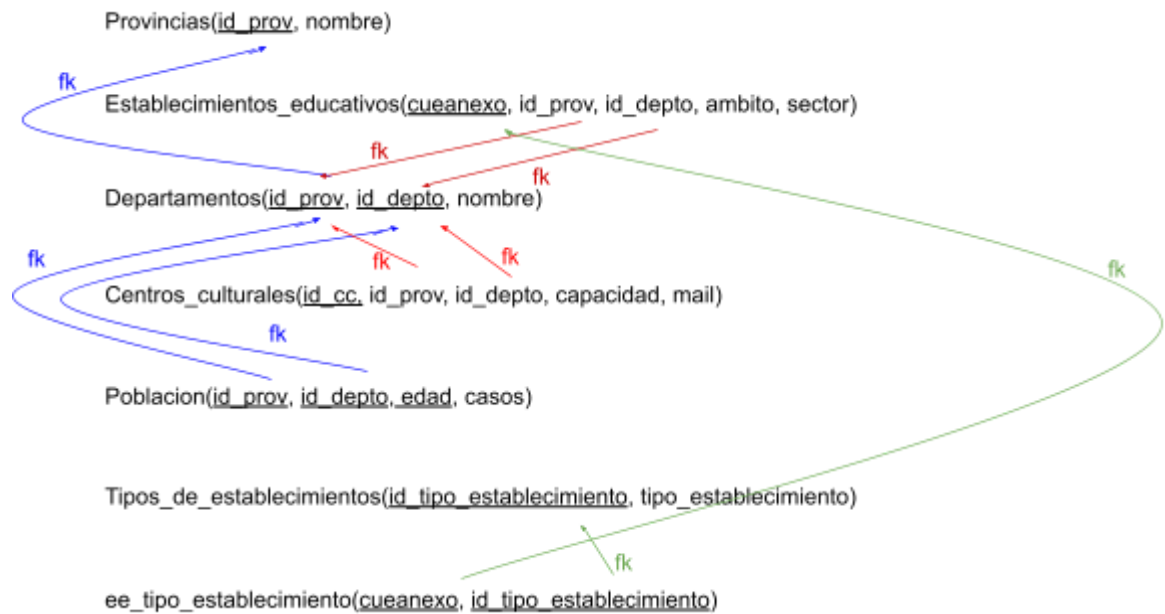 Provincias(id_prov, nombre)
fk
Establecimientos_educativos(cueanexo, id_prov, id_depto, ambito, sector)
fk
fk
Departamentos(id_prov, id_depto, nombre)
fk
fk
fk
fk
Centros_culturales(id_cc, id_prov, id_depto, capacidad, mail)
fk
Poblacion(id_prov, id_depto, edad, casos)
Tipos_de_establecimientos(id_tipo_establecimiento, tipo_establecimiento)
fk
ee_tipo_establecimiento(cueanexo, id_tipo_establecimiento)